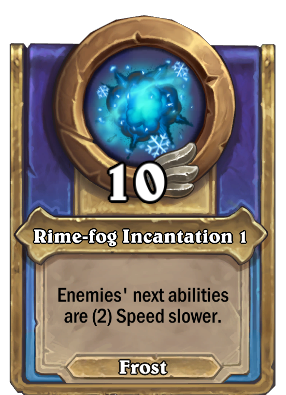 10
Rime-fog Incantation 1
Enemies' next abilities
are (2) Speed slower.
Frost